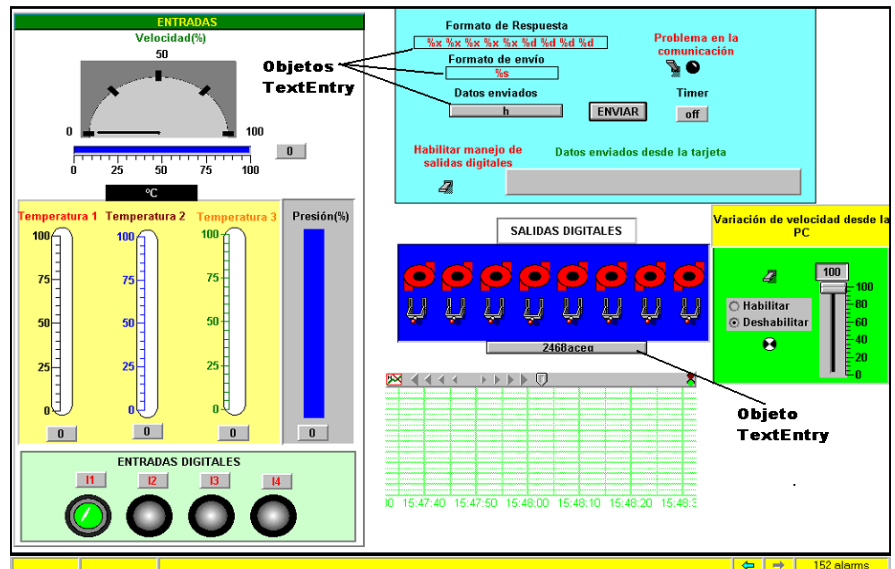 ENTRADAS
Velocidad(%)
50
0
100
0
0 25 50 75 100
ºC
Temperatura 1
Temperatura 2
Temperatura 3
Presión(%)
100
75
50
25
0
100
75
50
25
0
100
75
50
25
0
0
0
0
0
ENTRADAS DIGITALES
I1
I2
I3
I4
Objetos
TextEntry
Formato de Respuesta
%x %x %x %x %x %d %d %d %d
Formato de envío
%s
Datos enviados
h
ENVIAR
Problema en la
comunicación
Timer
off
Habilitar manejo de
salidas digitales
Datos enviados desde la tarjeta
SALIDAS DIGITALES
2468aceg
Variación de velocidad desde la
PC
100
Habilitar
Deshabilitar
100
80
60
40
20
0
Objeto
TextEntry
15:47:40 15:47:50 15:48:00 15:48:10 15:48:20
152 alarms